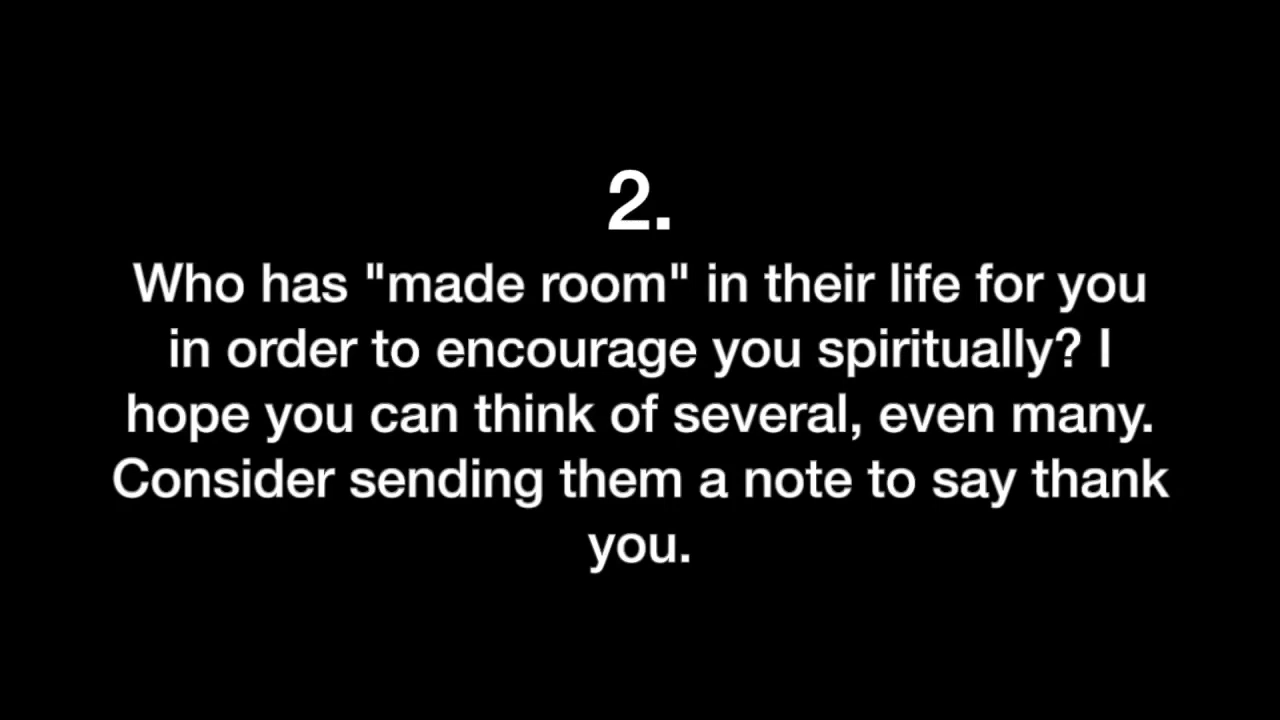 2.
Who has "made room" in their life for you
in order to encourage you spiritually? I
hope you can think of several, even many.
Consider sending them a note to say thank
you.